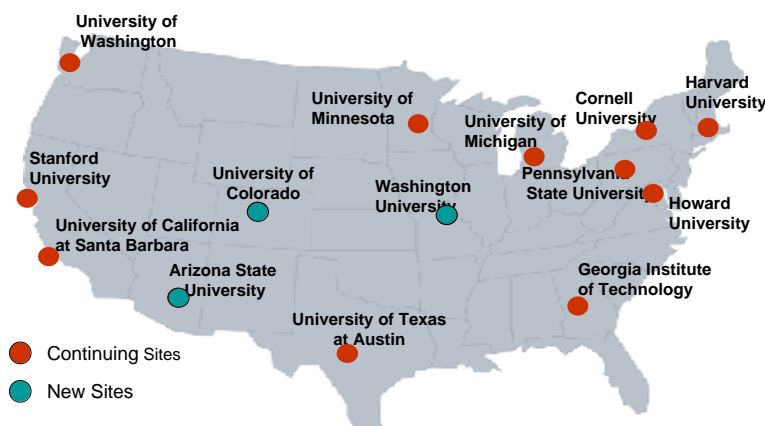 University of
Washington
Harvard
University
Cornell
University
University of
Minnesota
University of
Michigan
Stanford
University
University of
Colorado
Washington
University
Pennsylvania
State University
Howard
University
University of California
at Santa Barbara
Arizona State
University
Georgia Institute
of Technology
University of Texas
at Austin
Continuing Sites
New Sites